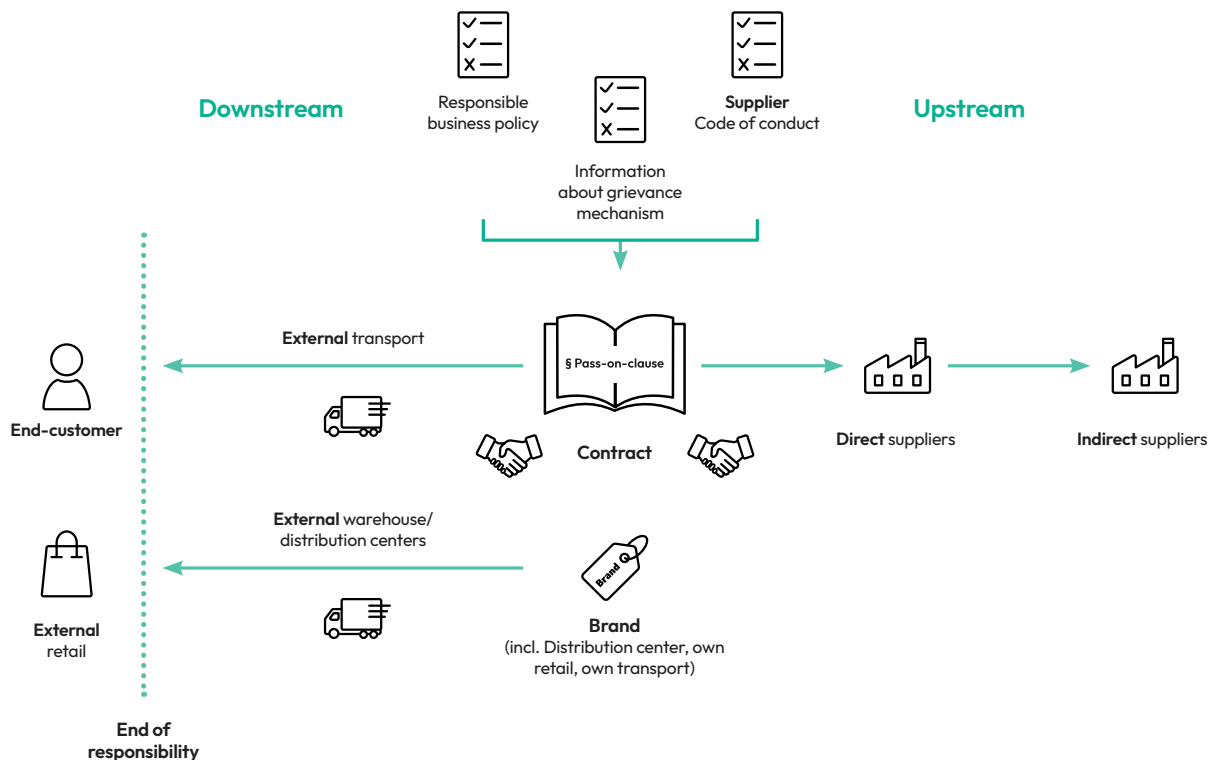 Downstream
Responsible
business policy
Supplier
Code of conduct
Upstream
Information
about grievance
mechanism
External transport
§ Pass-on-clause
End-customer
Contract
Direct suppliers
Indirect suppliers
External warehouse/
distribution centers
Brand
External
retail
Brand
(incl. Distribution center, own
retail, own transport)
End of
responsibility